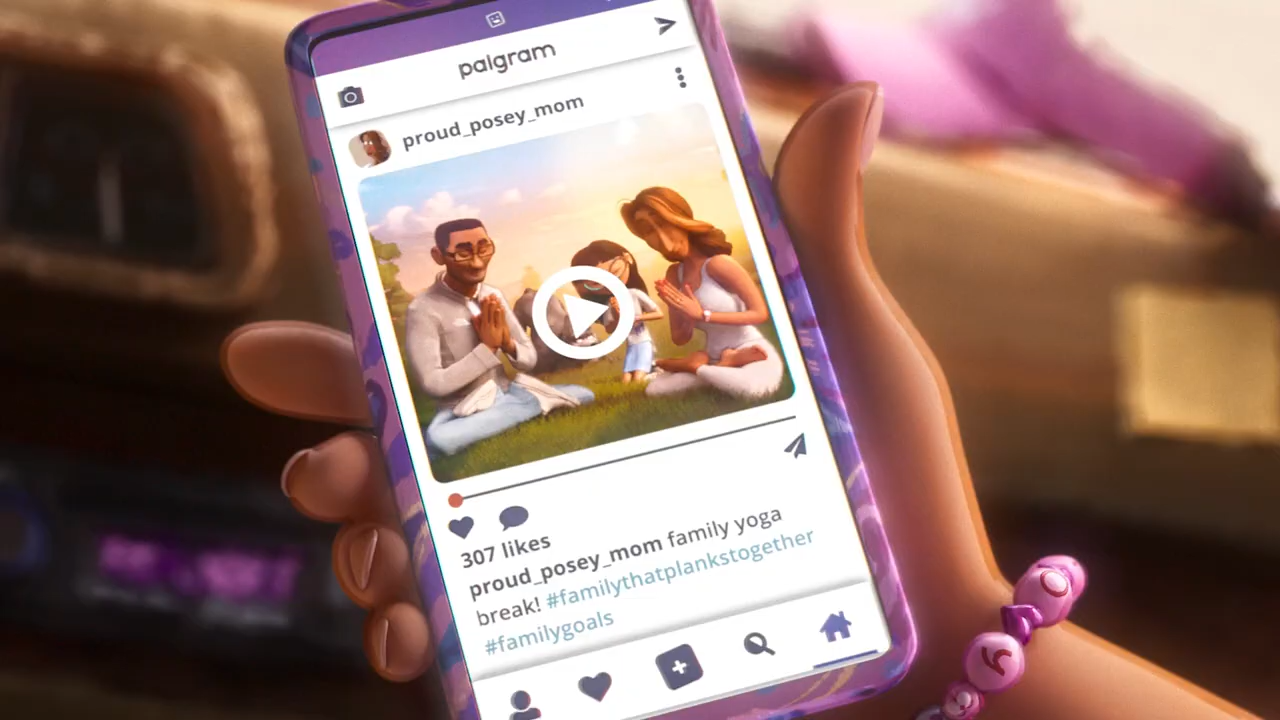 palgram
proud_posey_mom
307 likes
proud_posey_mom family yoga
break! #familythatplankstogether
#familygoals
y